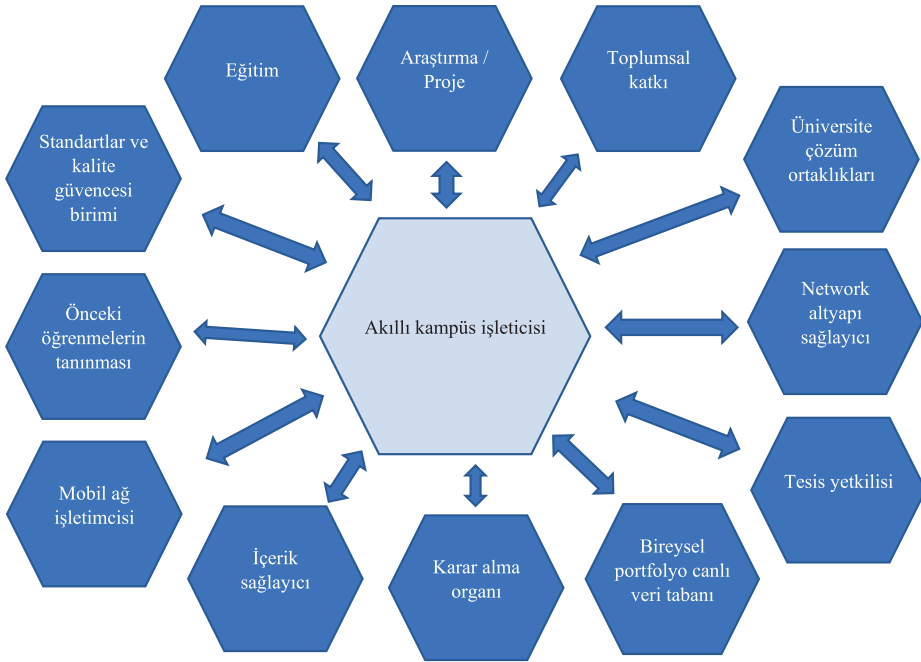 Eğitim
Araştırma /
Proje
Toplumsal
katkı
Üniversite
çözüm
ortaklıkları
Standartlar ve
kalite
güvencesi
birimi
Network
altyapı
sağlayıcı
Önceki
öğrenmelerin
tanınması
Akıllı kampüs işleticisi
Tesis yetkilisi
Mobil ağ
işletimcisi
İçerik
sağlayıcı
Karar alma
organı
Bireysel
portfolyo canlı
veri tabanı